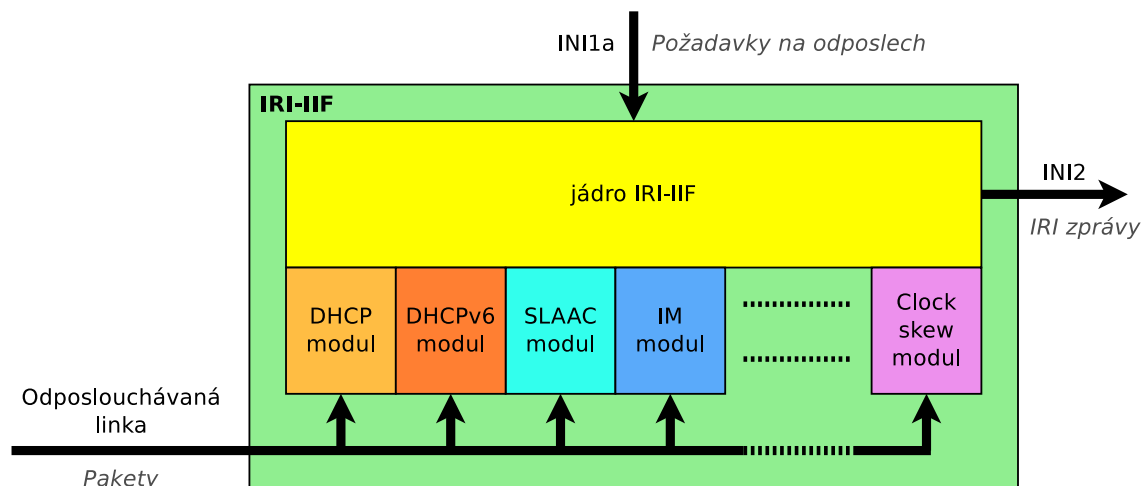 INI1a
Požadavky na odposlech
IRI-IIF
jádro IRI-IIF
INI2
IRI zprávy
DHCP
modul
DHCPv6
modul
SLAAC
modul
IM
modul
Clock
skew
modul
Odposlouchávaná
linka
Pakety